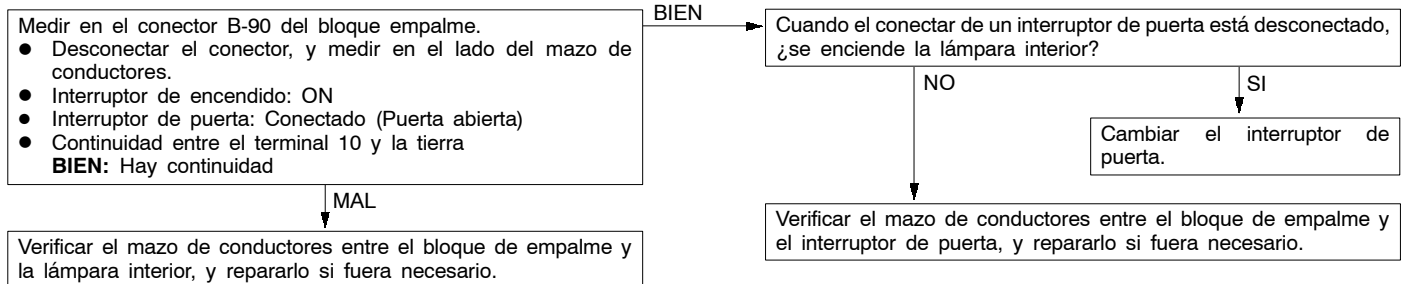 Medir en el conector B-90 del bloque empalme.
● Desconectar el conector, y medir en el lado del mazo de
conductores.
● Interruptor de encendido: ON
● Interruptor de puerta: Conectado (Puerta abierta)
● Continuidad entre el terminal 10 y la tierra
BIEN: Hay continuidad
BIEN
Cuando el conectar de un interruptor de puerta está desconectado,
¿se enciende la lámpara interior?
NO
SI
Cambiar el interruptor de
puerta.
MAL
Verificar el mazo de conductores entre el bloque de empalme y
el interruptor de puerta, y repararlo si fuera necesario.
Verificar el mazo de conductores entre el bloque de empalme y
la lámpara interior, y repararlo si fuera necesario.